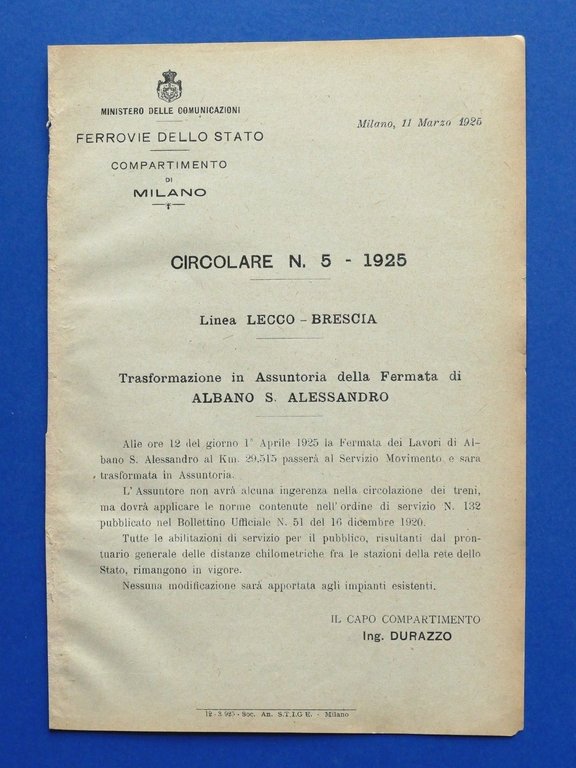 MINISTERO DELLE COMUNICAZIONI
FERROVIE DELLO STATO
COMPARTIMENTO
DI
MILANO
Milano, 11 Marzo 1925
CIRCOLARE N. 5 - 1925
Linea LECCO - BRESCIA
Trasformazione in Assuntoria della Fermata di
ALBANO S. ALESSANDRO
Alle ore 12 del giorno 1° Aprile 1925 la Fermata dei Lavori di Al-
bano S. Alessandro al Km. 29,515 passerà al Servizio Movimento e sara
trasformata in Assuntoria.
L'Assuntore non avrà alcuna ingerenza nella circolazione dei treni,
ma dovrà applicare le norme contenute nell'ordine di servizio N. 132
pubblicato nel Bollettino Ufficiale N. 51 del 16 dicembre 1920.
Tutte le abilitazioni di servizio per il pubblico, risultanti dal pron-
tuario generale delle distanze chilometriche fra le stazioni della rete dello
Stato, rimangono in vigore.
Nessuna modificazione sarà apportata agli impianti esistenti.
IL CAPO COMPARTIMENTO
Ing. DURAZZO
12-3 925 - Soc. An. S.T.I.G E. - Milano